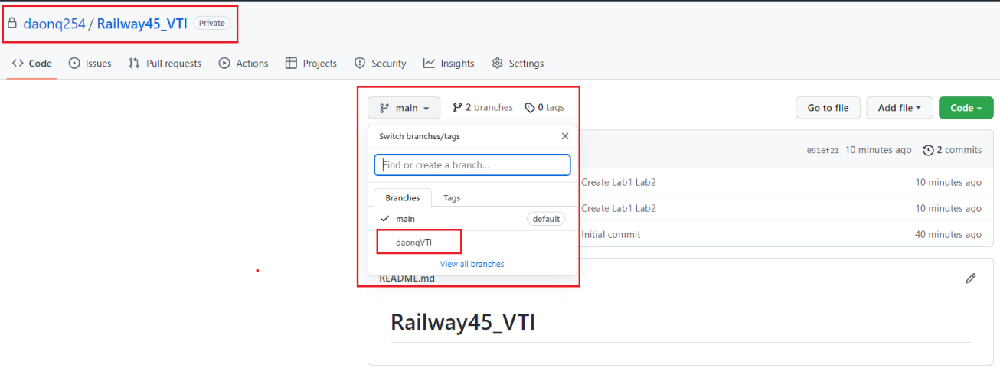 daonq254 / Railway45_VTI Private
Code Issues Pull requests Actions Projects Security Insights Settings
main 2 branches 0 tags Go to file Add file Code
Switch branches/tags
0916f21 10 minutes ago 2 commits
Find or create a branch...
Create Lab1 Lab2 10 minutes ago
Branches Tags
Create Lab1 Lab2 10 minutes ago
main default
Initial commit 40 minutes ago
daonqVTI
View all branches
README.md
Railway45_VTI